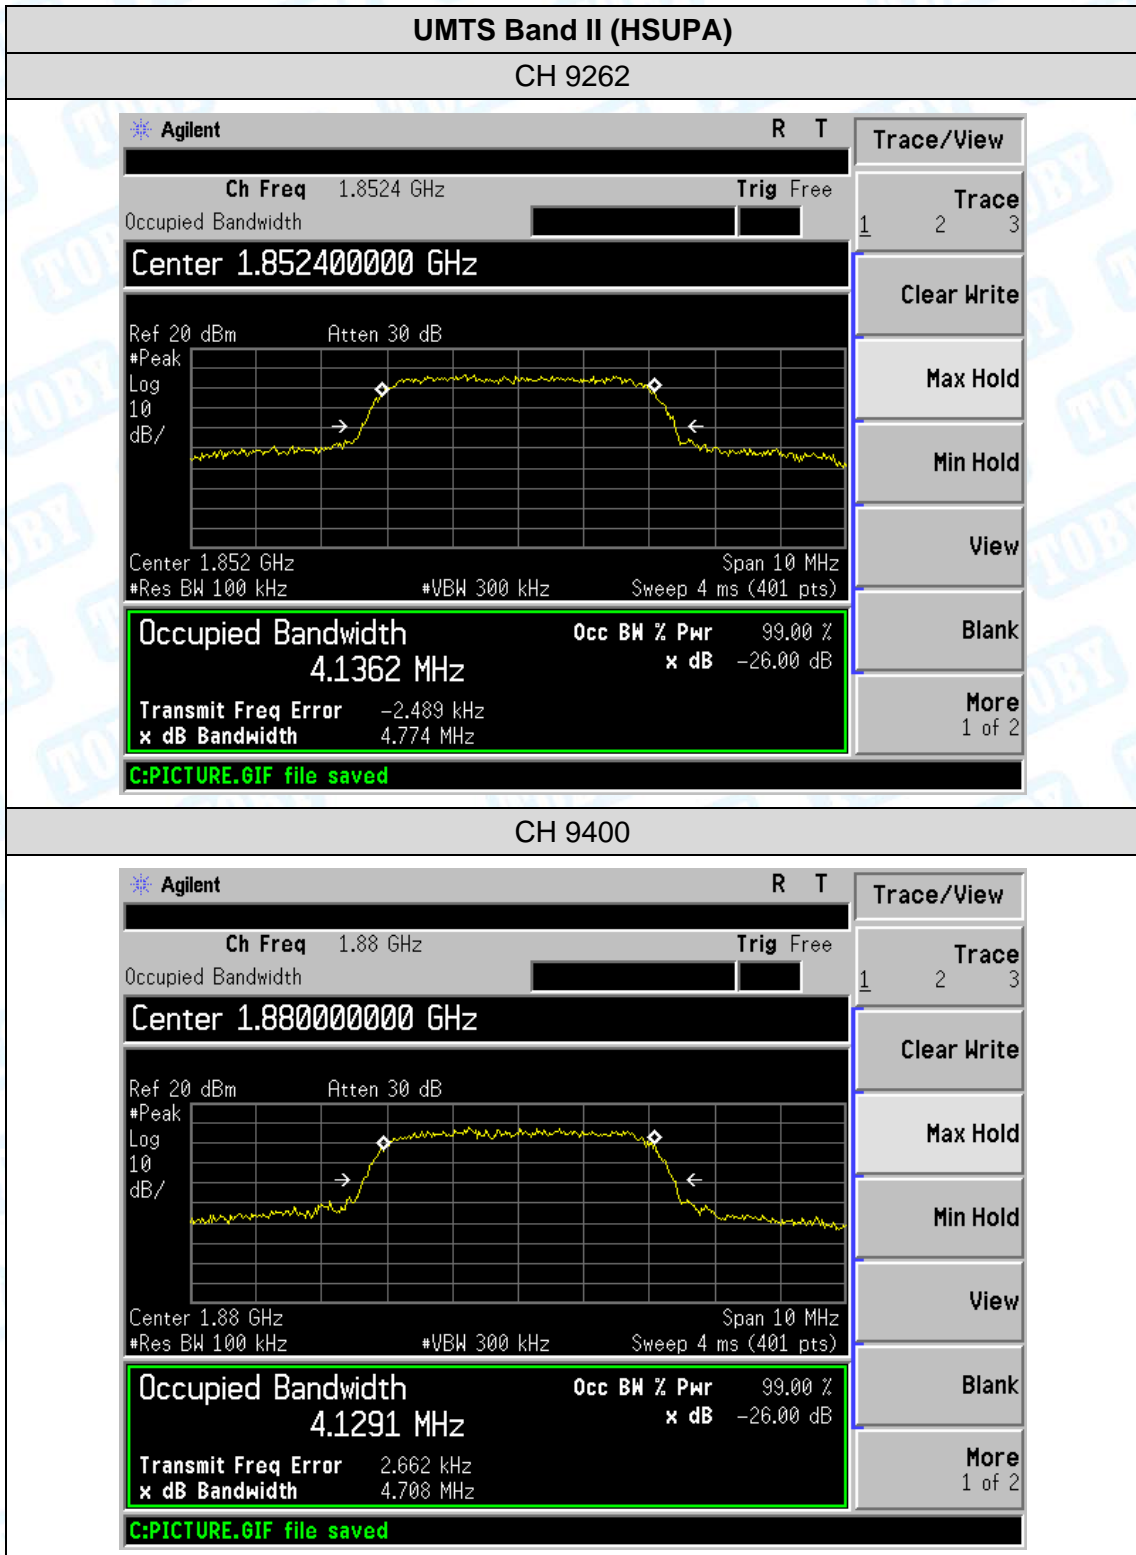 UMTS Band II (HSUPA)
CH 9262
Agilent R T
Trace/View
Ch Freq 1.8524 GHz Trig Free
Occupied Bandwidth
Trace
1 2 3
Center 1.852400000 GHz
Clear Write
Ref 20 dBm Atten 30 dB
#Peak
Log
10
dB/
Max Hold
Min Hold
View
Center 1.852 GHz Span 10 MHz
#Res BW 100 kHz #VBW 300 kHz Sweep 4 ms (401 pts)
Occupied Bandwidth Occ BW % Pwr 99.00 %
4.1362 MHz x dB -26.00 dB
Blank
Transmit Freq Error -2.489 kHz
x dB Bandwidth 4.774 MHz
More
1 of 2
C:PICTURE.GIF file saved
CH 9400
Agilent R T
Trace/View
Ch Freq 1.88 GHz Trig Free
Occupied Bandwidth
Trace
1 2 3
Center 1.880000000 GHz
Clear Write
Ref 20 dBm Atten 30 dB
#Peak
Log
10
dB/
Max Hold
Min Hold
View
Center 1.88 GHz Span 10 MHz
#Res BW 100 kHz #VBW 300 kHz Sweep 4 ms (401 pts)
Occupied Bandwidth Occ BW % Pwr 99.00 %
4.1291 MHz x dB -26.00 dB
Blank
Transmit Freq Error 2.662 kHz
x dB Bandwidth 4.708 MHz
More
1 of 2
C:PICTURE.GIF file saved
TOBY